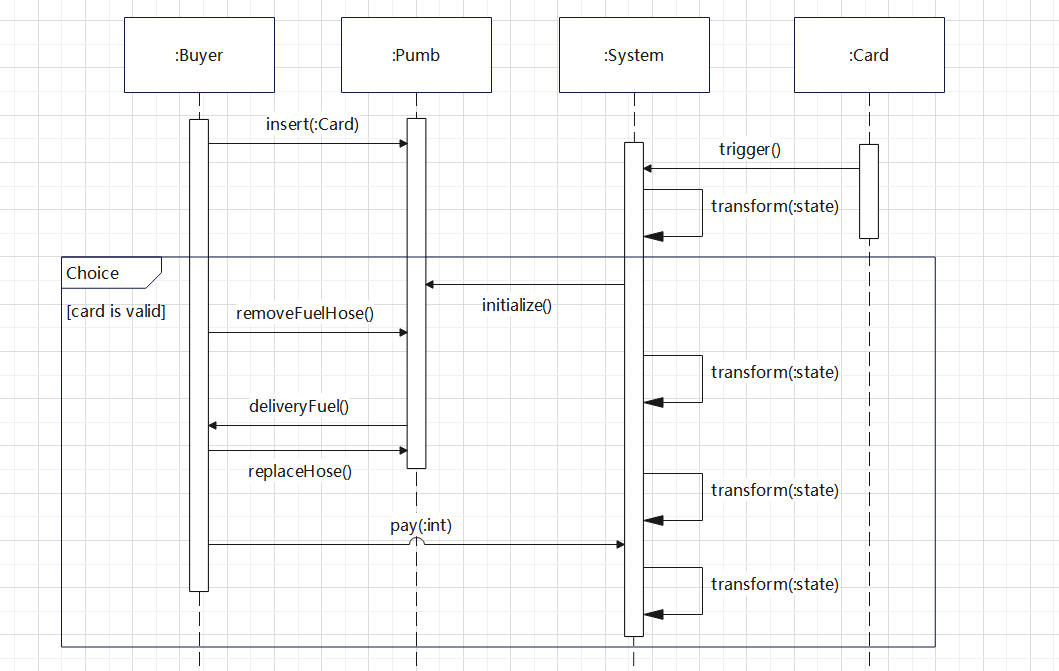 :Buyer
:Pumb
:System
:Card
insert(:Card)
trigger()
transform(:state)
Choice
[card is valid]
initialize()
removeFuelHose()
transform(:state)
deliveryFuel()
replaceHose()
transform(:state)
pay(:int)
transform(:state)